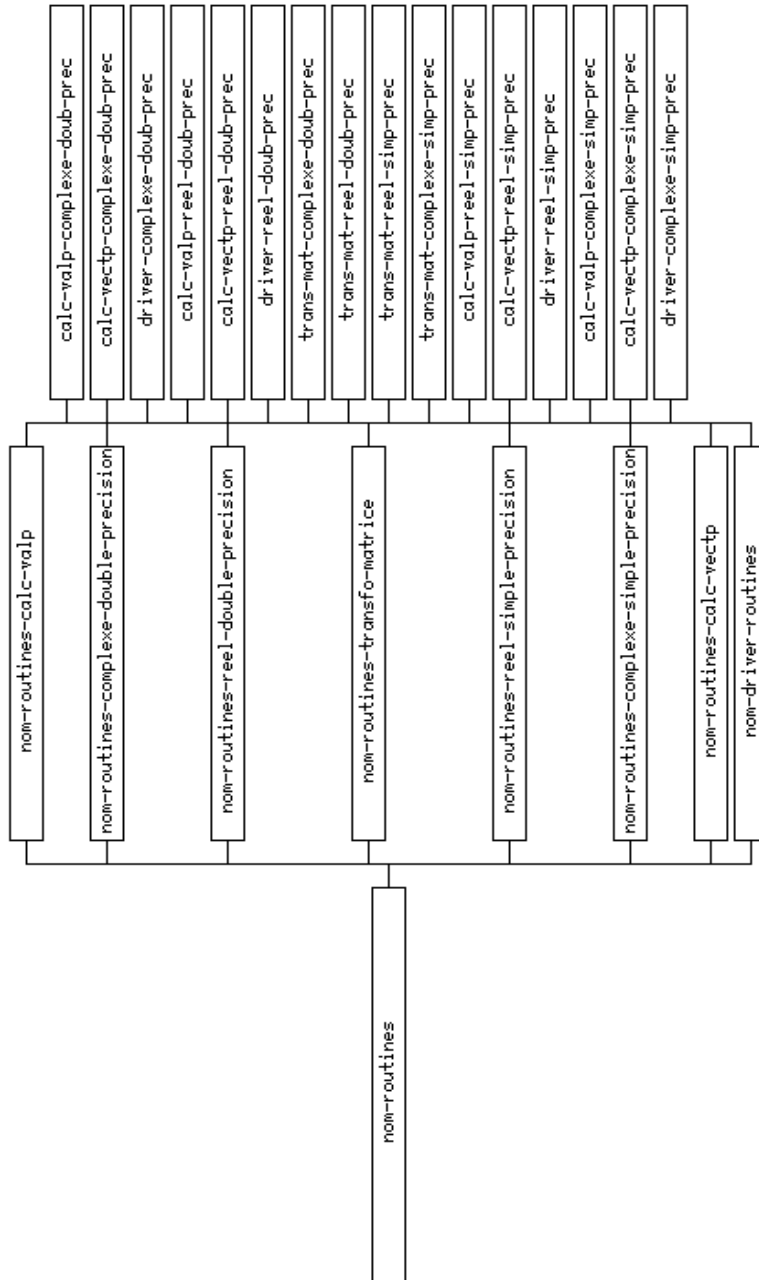 calc-valp-complexe-doub-prec
calc-vectp-complexe-doub-prec
driver-complexe-doub-prec
calc-valp-reel-doub-prec
calc-vectp-reel-doub-prec
driver-reel-doub-prec
trans-mat-complexe-doub-prec
trans-mat-reel-doub-prec
trans-mat-reel-simp-prec
trans-mat-complexe-simp-prec
calc-valp-reel-simp-prec
calc-vectp-reel-simp-prec
driver-reel-simp-prec
calc-valp-complexe-simp-prec
calc-vectp-complexe-simp-prec
driver-complexe-simp-prec
nom-routines-calc-valp
nom-routines-complexe-double-precision
nom-routines-reel-double-precision
nom-routines-transfo-matrice
nom-routines-reel-simple-precision
nom-routines-complexe-simple-precision
nom-routines-calc-vectp
nom-driver-routines
nom-routines